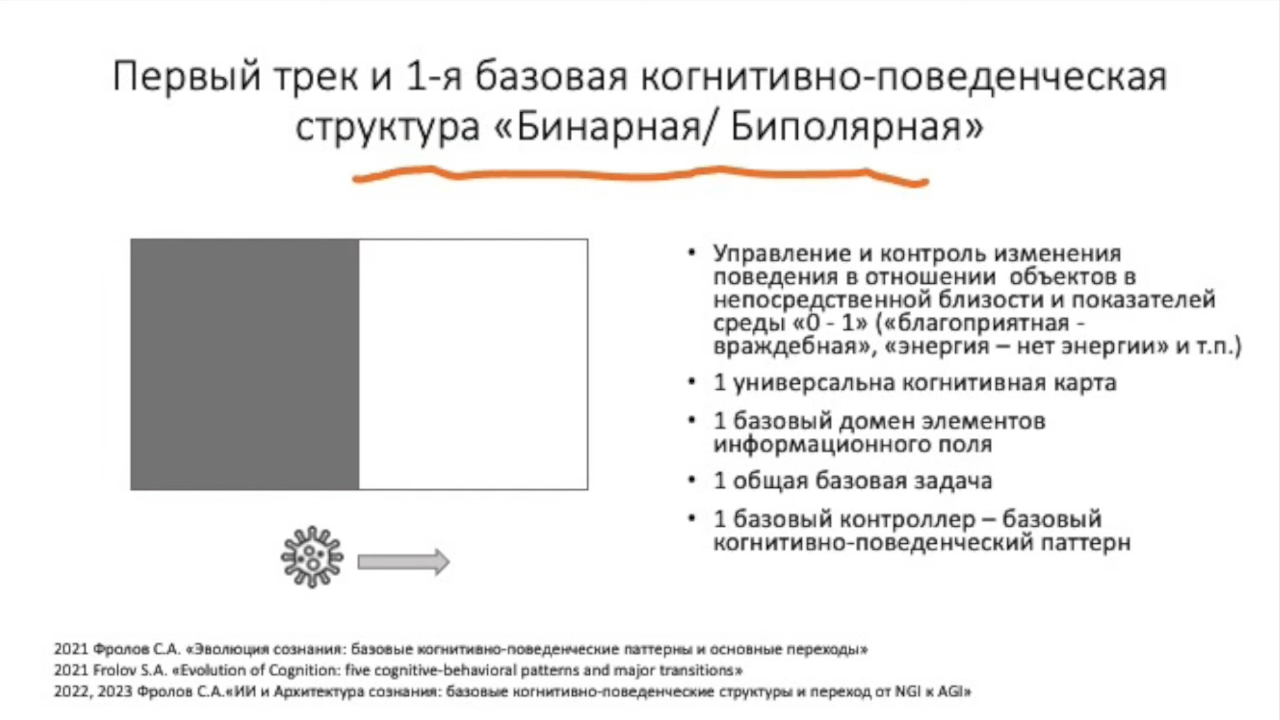 Первый трек и 1-я базовая когнитивно-поведенческая
структура «Бинарная/ Биполярная»
• Управление и контроль изменения
поведения в отношении  объектов в
непосредственной близости и показателей
среды «0 - 1» («благоприятная -
враждебная», «энергия – нет энергии» и т.п.)
• 1 универсальна когнитивная карта
• 1 базовый домен элементов
информационного поля
• 1 общая базовая задача
• 1 базовый контроллер – базовый
когнитивно-поведенческий паттерн
2021 Фролов С.А. «Эволюция сознания: базовые когнитивно-поведенческие паттерны и основные переходы»
2021 Frolov S.A. «Evolution of Cognition: five cognitive-behavioral patterns and major transitions»
2022, 2023 Фролов С.А.«ИИ и Архитектура сознания: базовые когнитивно-поведенческие структуры и переход от NGI к AGI»